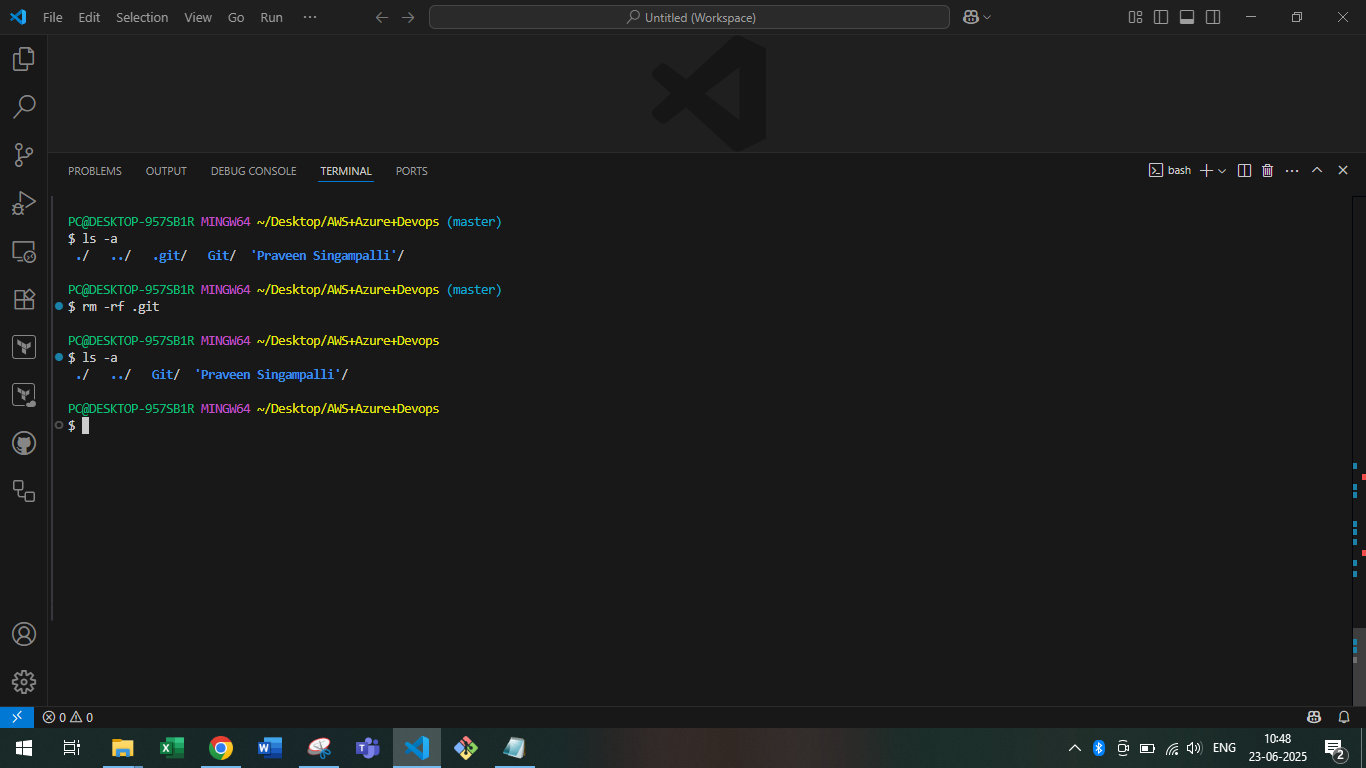 File Edit Selection View Go Run ···
Untitled (Workspace)
PROBLEMS OUTPUT DEBUG CONSOLE TERMINAL PORTS
bash
PC@DESKTOP-957SB1R MINGW64 ~/Desktop/AWS+Azure+Devops (master)
$ ls -a
./ ../ .git/ Git/ 'Praveen Singampalli'/
PC@DESKTOP-957SB1R MINGW64 ~/Desktop/AWS+Azure+Devops (master)
$ rm -rf .git
PC@DESKTOP-957SB1R MINGW64 ~/Desktop/AWS+Azure+Devops
$ ls -a
./ ../ Git/ 'Praveen Singampalli'/
PC@DESKTOP-957SB1R MINGW64 ~/Desktop/AWS+Azure+Devops
$
0 0
ENG
10:48
23-06-2025
2